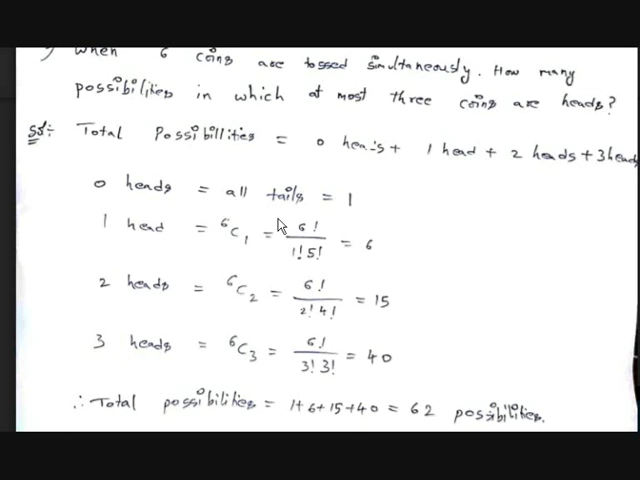 When 6 coins are tossed simultaneously. How many
possibilities in which at most three coins are heads?
Sol:- Total Possibilities = 0 heads + 1 head + 2 heads + 3 heads
0 heads = all tails = 1
1 head = ⁶C₁ = 6!/1!5! = 6
2 heads = ⁶C₂ = 6!/2!4! = 15
3 heads = ⁶C₃ = 6!/3!3! = 40
∴ Total possibilities = 1+6+15+40 = 62 possibilities.